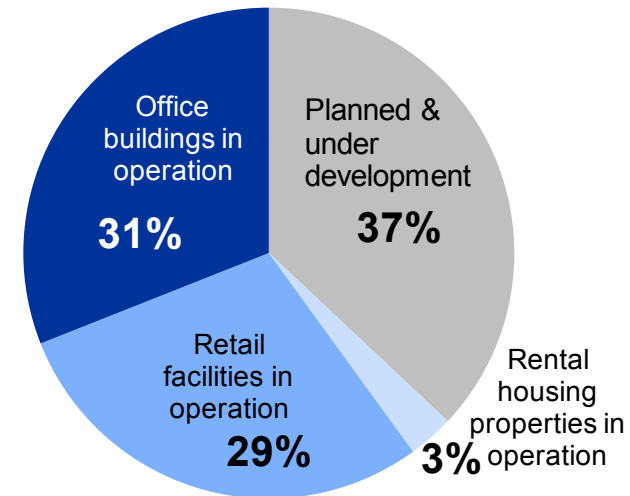 Office
buildings in
operation
31%
Planned &
under
development
37%
Retail
facilities in
operation
29%
Rental
housing
properties in
operation
3%